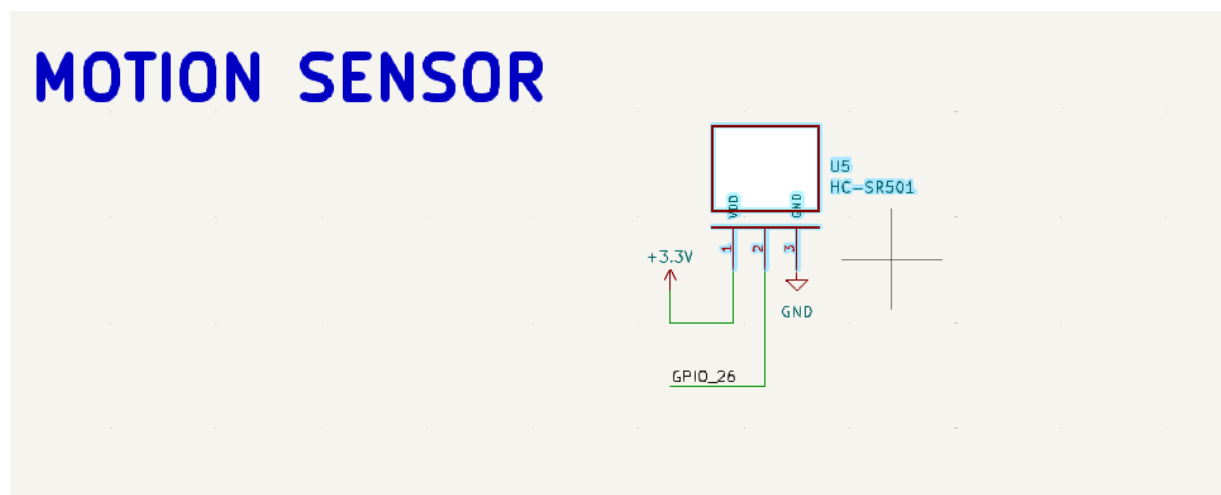 MOTION SENSOR
U5
HC-SR501
VDD
GND
1
2
3
+3.3V
GND
GPIO_26